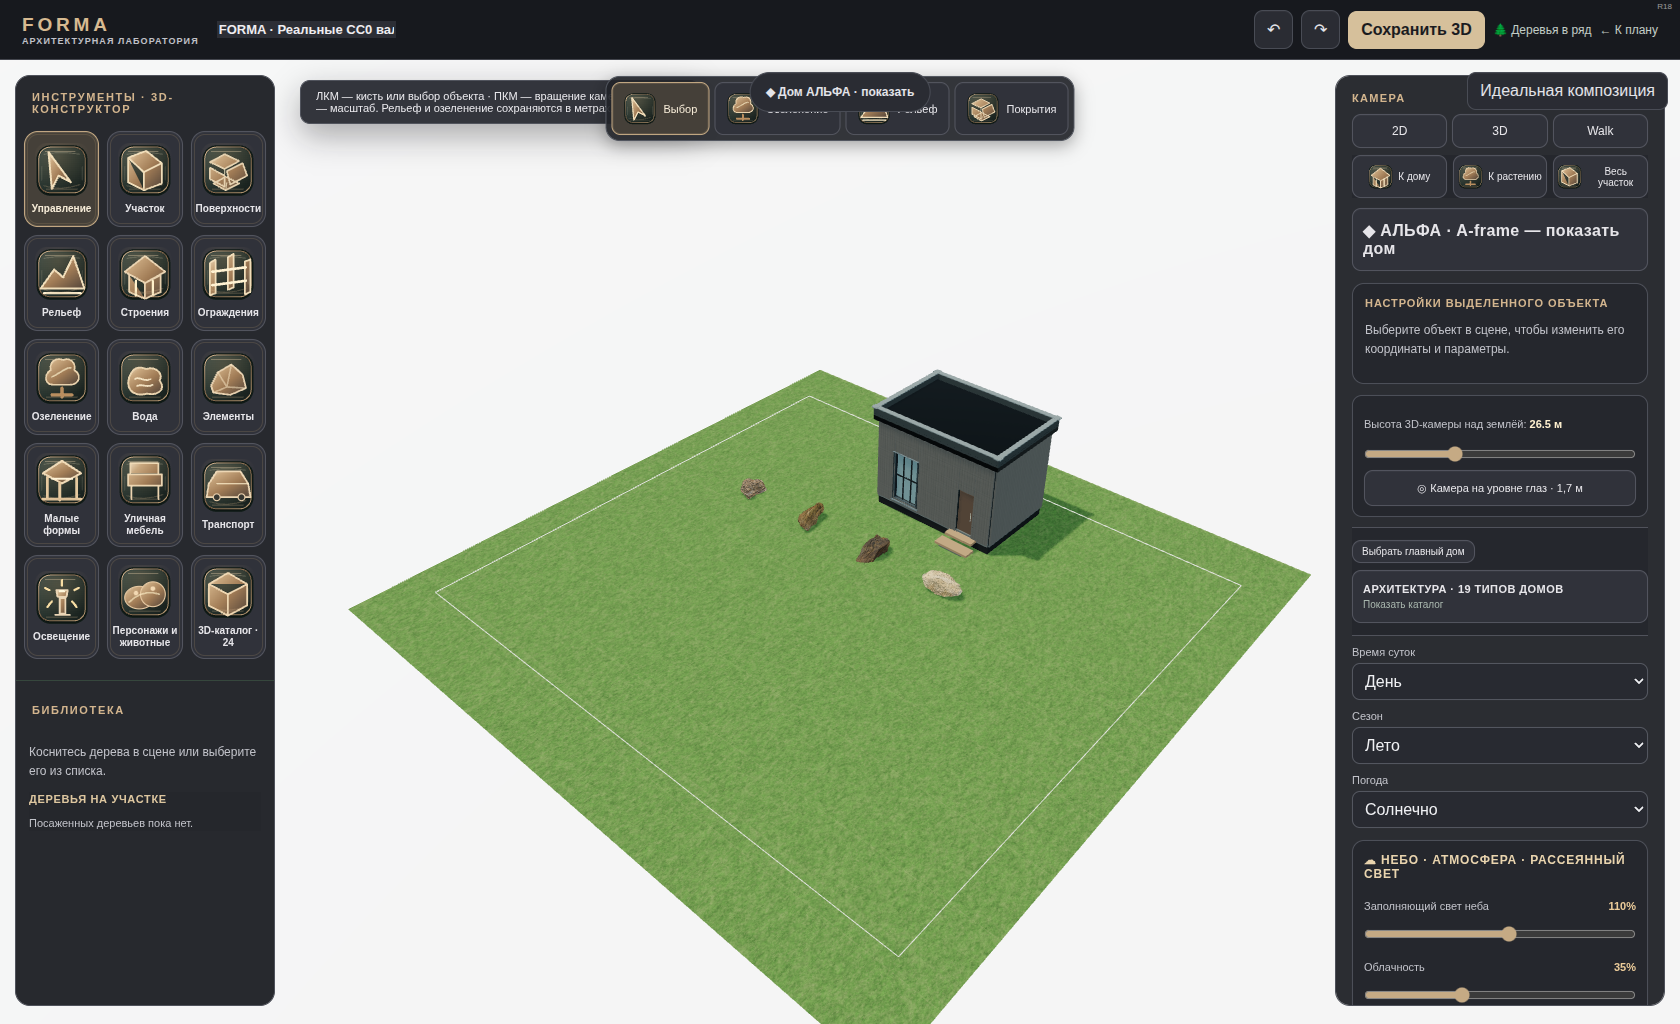 FORMA
АРХИТЕКТУРНАЯ ЛАБОРАТОРИЯ
FORMA · Реальные CC0 ва
↶
↷
Сохранить 3D
🌲 Деревья в ряд
← К плану
R18
ИНСТРУМЕНТЫ · 3D-
КОНСТРУКТОР
Управление
Участок
Поверхности
Рельеф
Строения
Ограждения
Озеленение
Вода
Элементы
Малые
формы
Уличная
мебель
Транспорт
Освещение
Персонажи и
животные
3D-каталог ·
24
БИБЛИОТЕКА
Коснитесь дерева в сцене или выберите
его из списка.
ДЕРЕВЬЯ НА УЧАСТКЕ
Посаженных деревьев пока нет.
ЛКМ — кисть или выбор объекта · ПКМ — вращение кам
— масштаб. Рельеф и озеленение сохраняются в метра
Выбор
◆ Дом АЛЬФА · показать
Покрытия
КАМЕРА
Идеальная композиция
2D
3D
Walk
К дому
К растению
Весь
участок
◆ АЛЬФА · A-frame — показать
дом
НАСТРОЙКИ ВЫДЕЛЕННОГО ОБЪЕКТА
Выберите объект в сцене, чтобы изменить его
координаты и параметры.
Высота 3D-камеры над землёй: 26.5 м
◎ Камера на уровне глаз · 1,7 м
Выбрать главный дом
АРХИТЕКТУРА · 19 ТИПОВ ДОМОВ
Показать каталог
Время суток
День
Сезон
Лето
Погода
Солнечно
☁ НЕБО · АТМОСФЕРА · РАССЕЯННЫЙ
СВЕТ
Заполняющий свет неба
110%
Облачность
35%